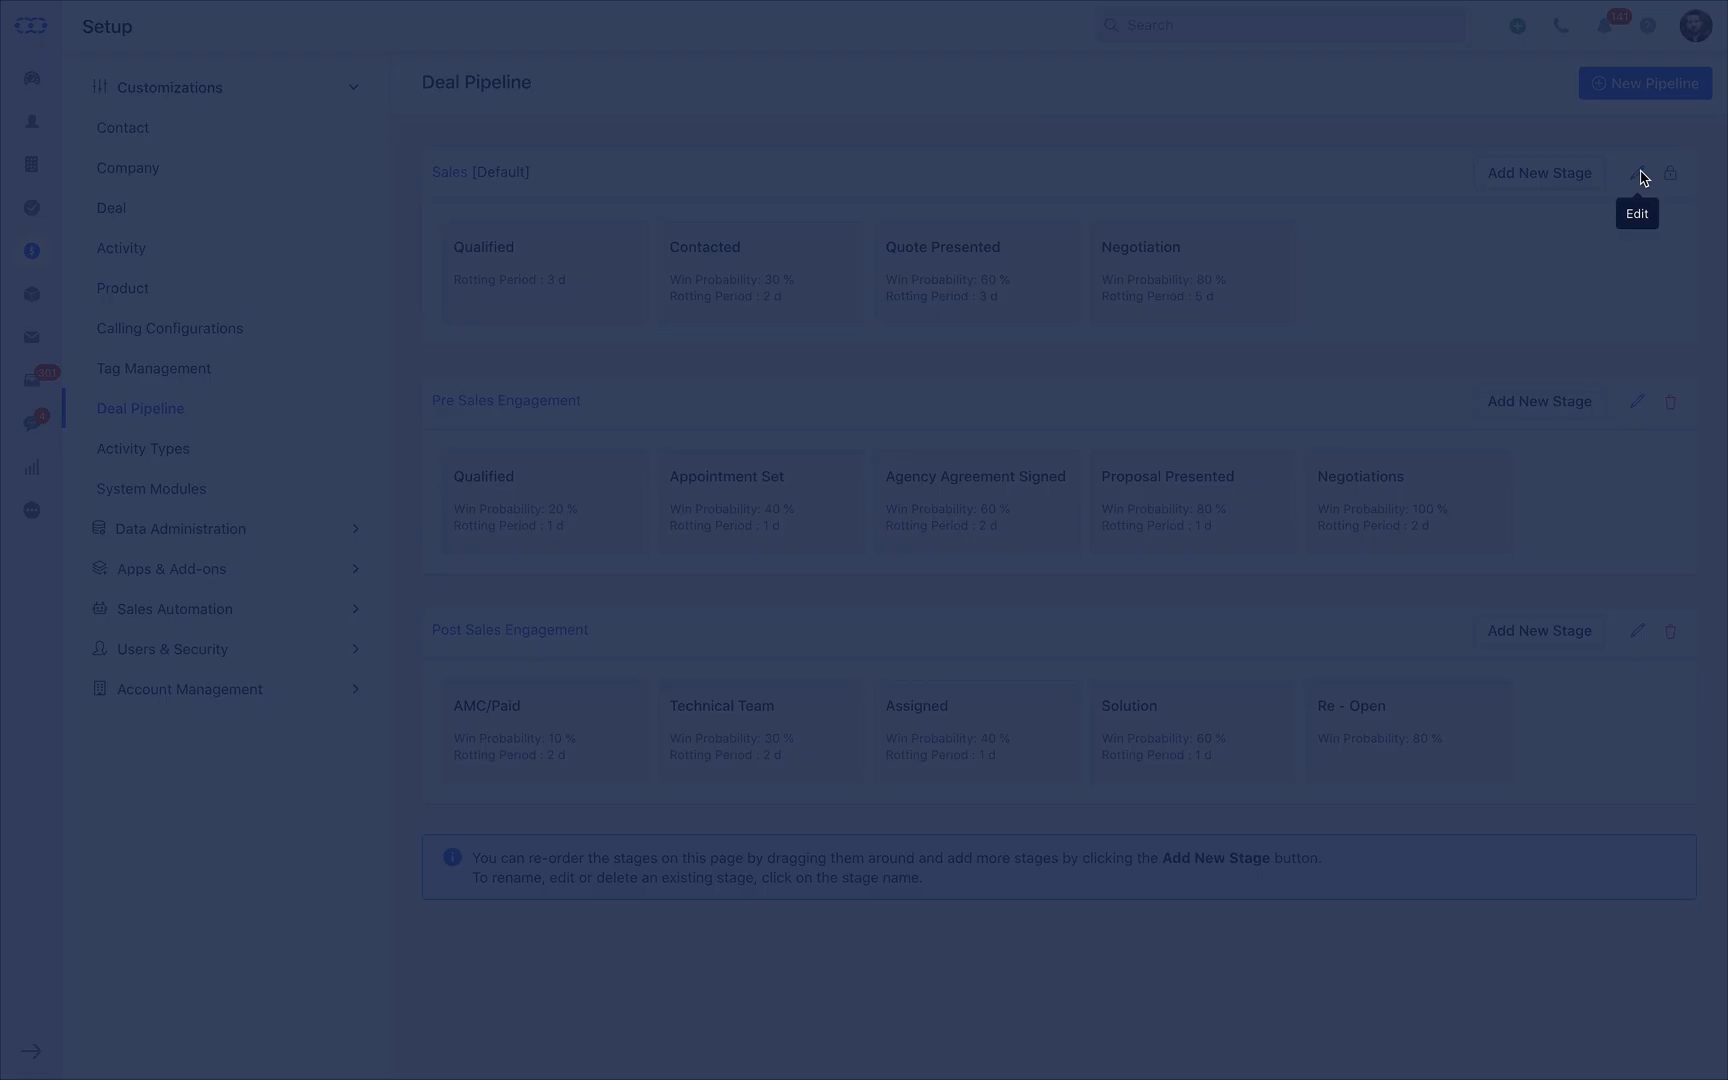 Setup
Search
141
Customizations
Contact
Company
Deal
Activity
Product
Calling Configurations
Tag Management
Deal Pipeline
Activity Types
System Modules
Data Administration
Apps & Add-ons
Sales Automation
Users & Security
Account Management
301
4
Deal Pipeline
New Pipeline
Sales [Default]
Add New Stage
Edit
Qualified
Rotting Period : 3 d
Contacted
Win Probability: 30 %
Rotting Period : 2 d
Quote Presented
Win Probability: 60 %
Rotting Period : 3 d
Negotiation
Win Probability: 80 %
Rotting Period : 5 d
Pre Sales Engagement
Add New Stage
Qualified
Win Probability: 20 %
Rotting Period : 1 d
Appointment Set
Win Probability: 40 %
Rotting Period : 1 d
Agency Agreement Signed
Win Probability: 60 %
Rotting Period : 2 d
Proposal Presented
Win Probability: 80 %
Rotting Period : 1 d
Negotiations
Win Probability: 100 %
Rotting Period : 2 d
Post Sales Engagement
Add New Stage
AMC/Paid
Win Probability: 10 %
Rotting Period : 2 d
Technical Team
Win Probability: 30 %
Rotting Period : 2 d
Assigned
Win Probability: 40 %
Rotting Period : 1 d
Solution
Win Probability: 60 %
Rotting Period : 1 d
Re - Open
Win Probability: 80 %
You can re-order the stages on this page by dragging them around and add more stages by clicking the Add New Stage button.
To rename, edit or delete an existing stage, click on the stage name.